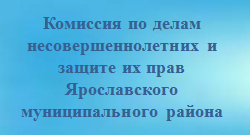 Комиссия по делам
несовершеннолетних и
защите их прав
Ярославского
муниципального района